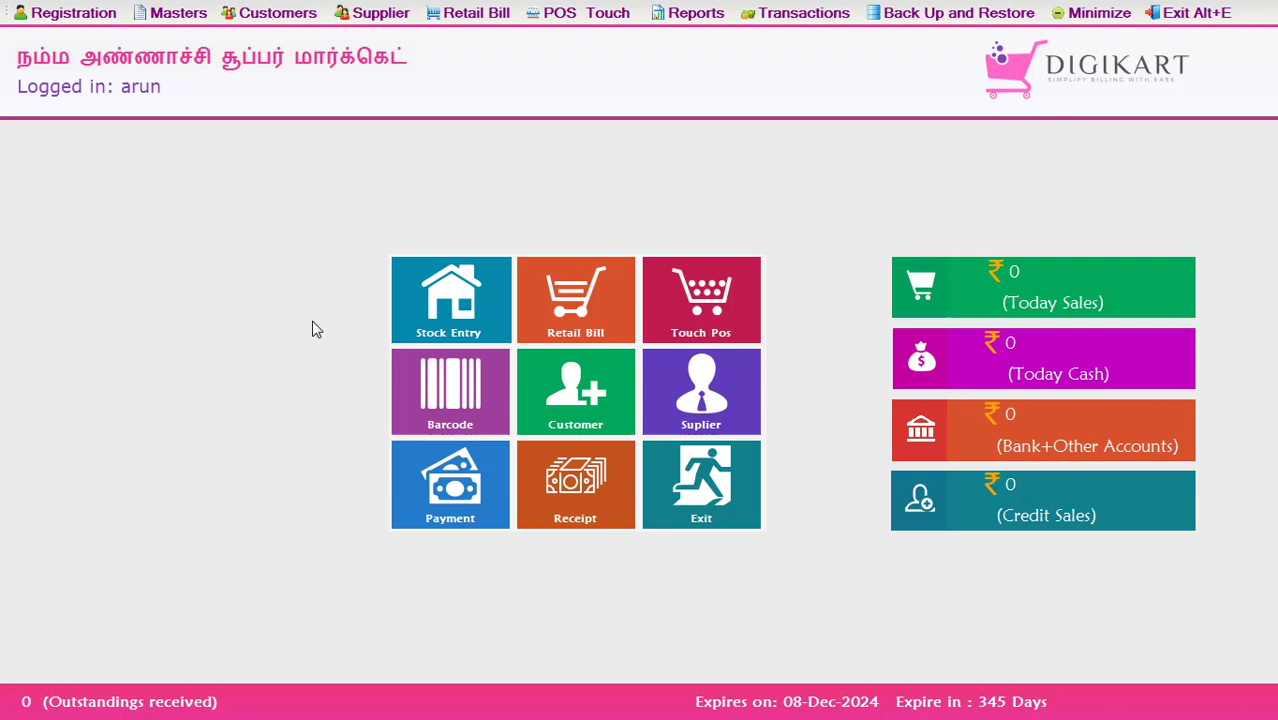 Registration Masters Customers Supplier Retail Bill POS Touch Reports Transactions Back Up and Restore Minimize Exit Alt+E
நம்ம அண்ணாச்சி சூப்பர் மார்க்கெட்
Logged in: arun
DIGIKART
SIMPLIFY BILLING WITH EASE
Stock Entry
Retail Bill
Touch Pos
Barcode
Customer
Suplier
Payment
Receipt
Exit
₹ 0
(Today Sales)
₹ 0
(Today Cash)
₹ 0
(Bank+Other Accounts)
₹ 0
(Credit Sales)
0 (Outstandings received)
Expires on: 08-Dec-2024 Expire in : 345 Days